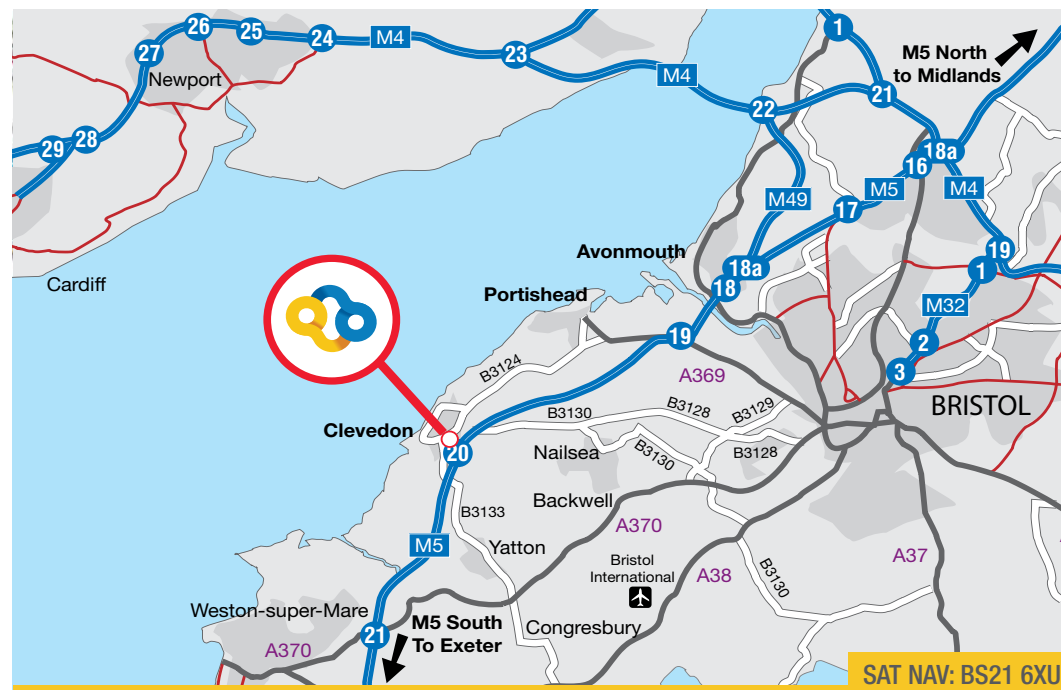 26
25
24
M4
23
1
M5 North
to Midlands
27
Newport
M4
22
21
29
28
18a
16
M4
M49
M5
17
19
1
Avonmouth
18a
18
M32
Cardiff
Portishead
19
2
3
B3124
A369
BRISTOL
Clevedon
B3130
B3128
B3129
20
Nailsea
B3130
B3128
Backwell
B3133
A370
M5
Yatton
Bristol
International
A38
B3130
A37
Weston-super-Mare
21
M5 South
To Exeter
Congresbury
A370
SAT NAV: BS21 6XU